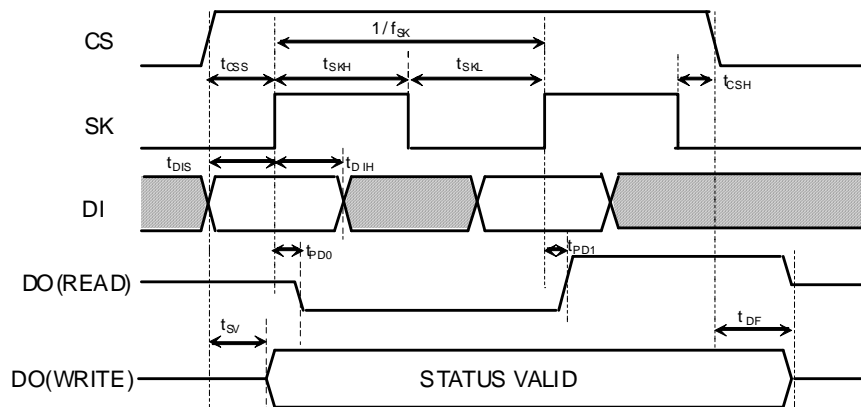 CS
1/fSK
tCSS
tSKH
tSKL
tCSH
SK
tDIS
tDIH
DI
tPD0
tPD1
DO(READ)
tSV
tDF
DO(WRITE)
STATUS VALID